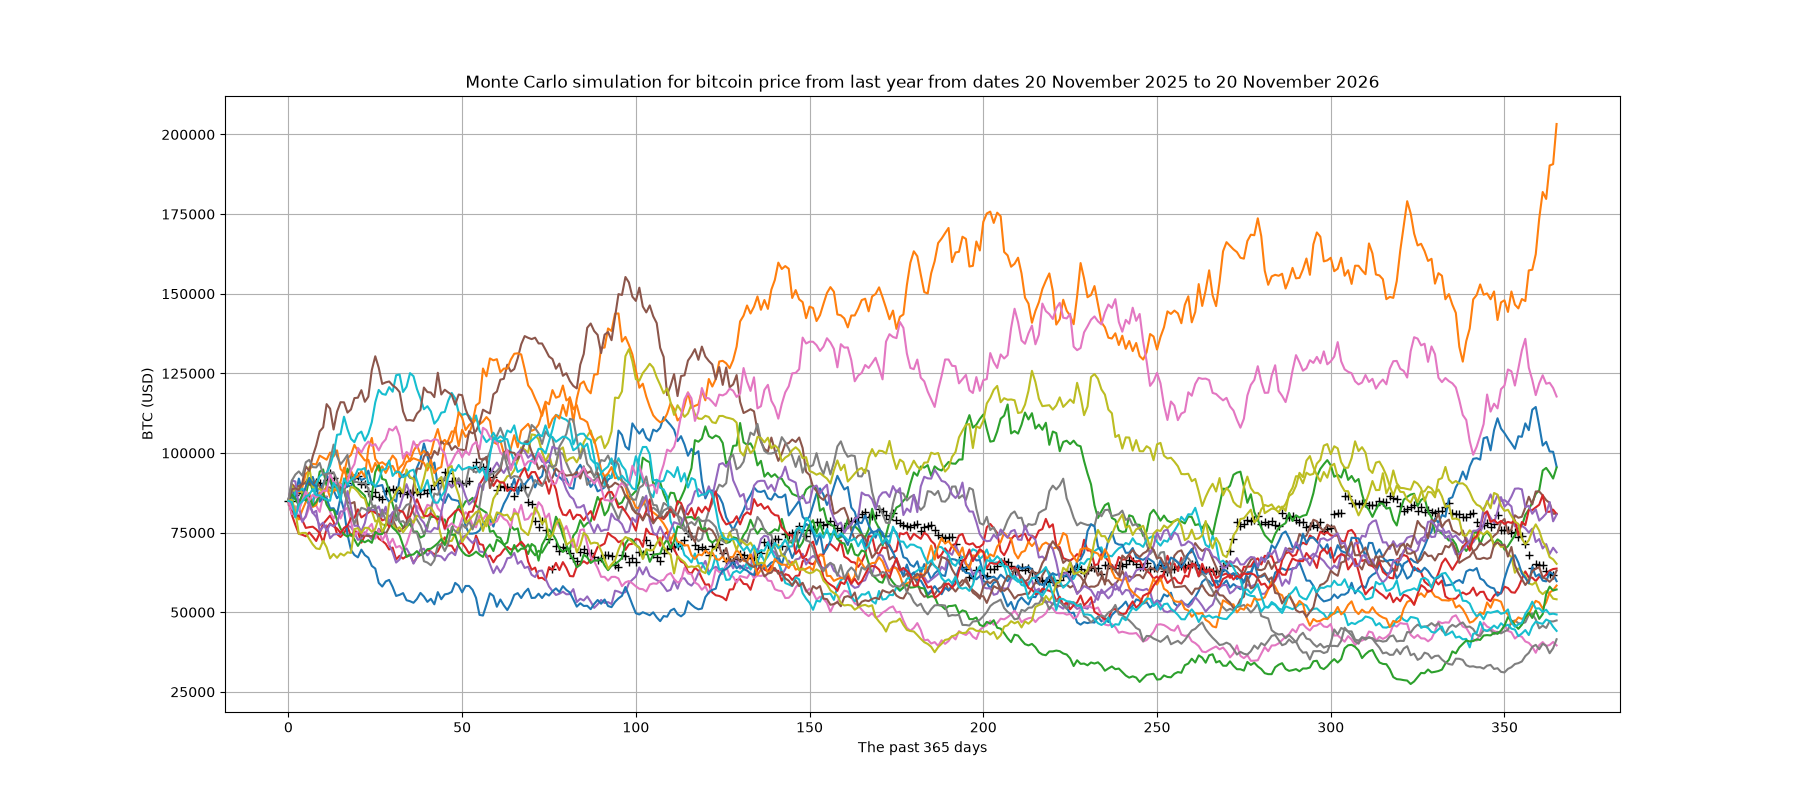 Monte Carlo simulation for bitcoin price from last year from dates 20 November 2025 to 20 November 2026
200000
175000
150000
125000
100000
75000
50000
25000
BTC (USD)
0 50 100 150 200 250 300 350
The past 365 days